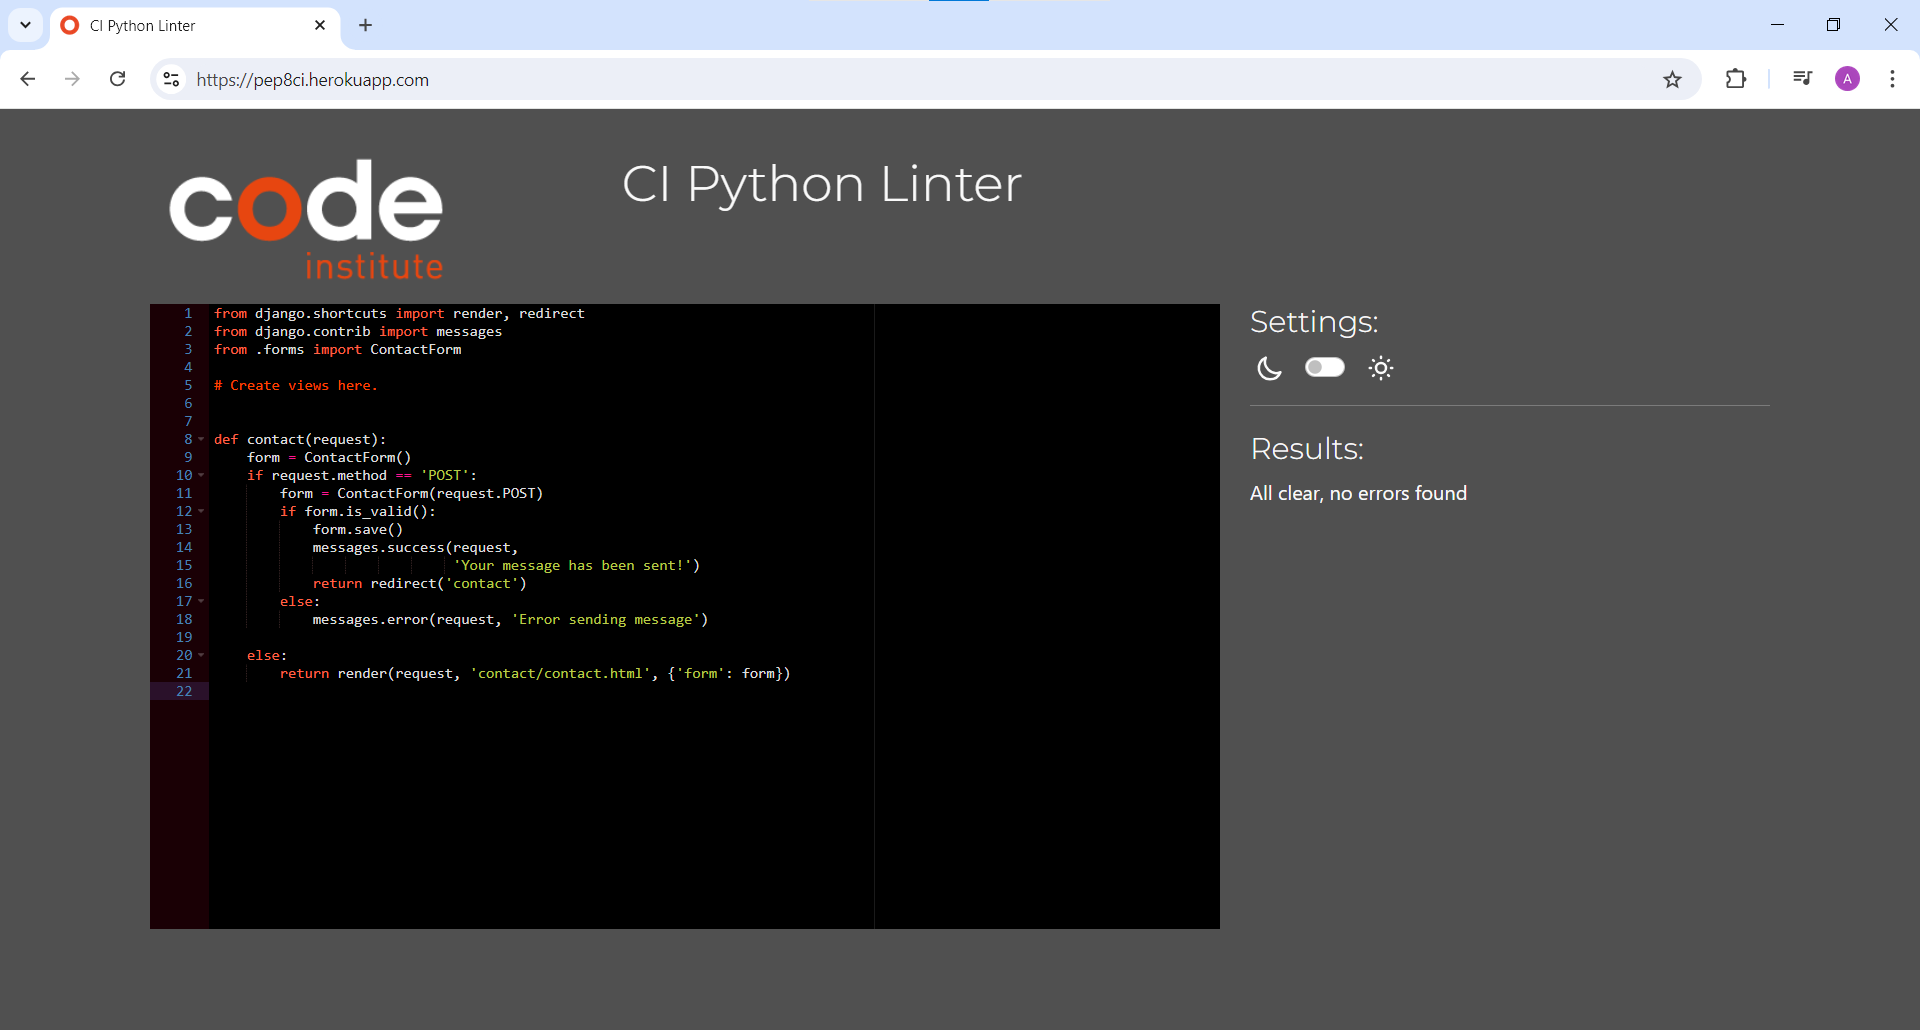 CI Python Linter
https://pep8ci.herokuapp.com
A
code
institute
CI Python Linter
1 from django.shortcuts import render, redirect
2 from django.contrib import messages
3 from .forms import ContactForm
4
5 # Create views here.
6
7
8 def contact(request):
9     form = ContactForm()
10     if request.method == 'POST':
11         form = ContactForm(request.POST)
12         if form.is_valid():
13             form.save()
14             messages.success(request,
15                              'Your message has been sent!')
16             return redirect('contact')
17         else:
18             messages.error(request, 'Error sending message')
19
20     else:
21         return render(request, 'contact/contact.html', {'form': form})
22
Settings:
Results:
All clear, no errors found